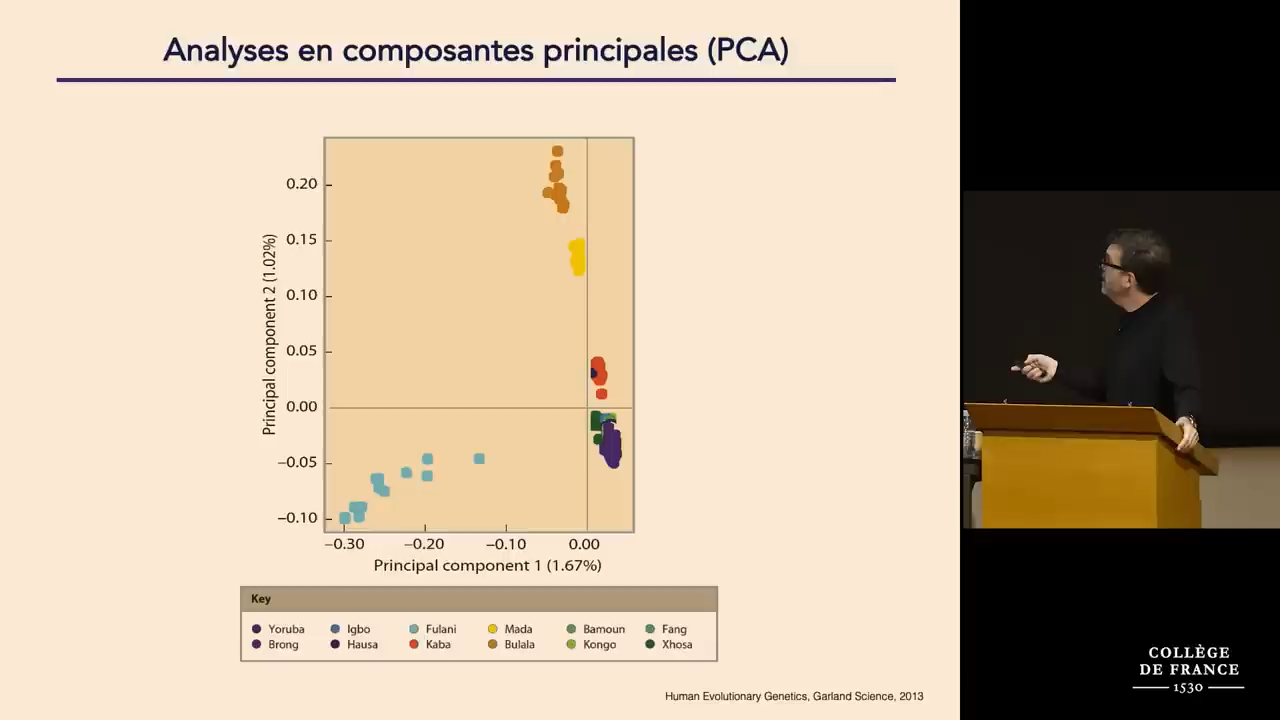 Analyses en composantes principales (PCA)
Principal component 2 (1.02%)
0.20
0.15
0.10
0.05
0.00
−0.05
−0.10
−0.30 −0.20 −0.10 0.00
Principal component 1 (1.67%)
Key
Yoruba Igbo Fulani Mada Bamoun Fang
Brong Hausa Kaba Bulala Kongo Xhosa
Human Evolutionary Genetics, Garland Science, 2013
COLLÈGE
DE FRANCE
1530